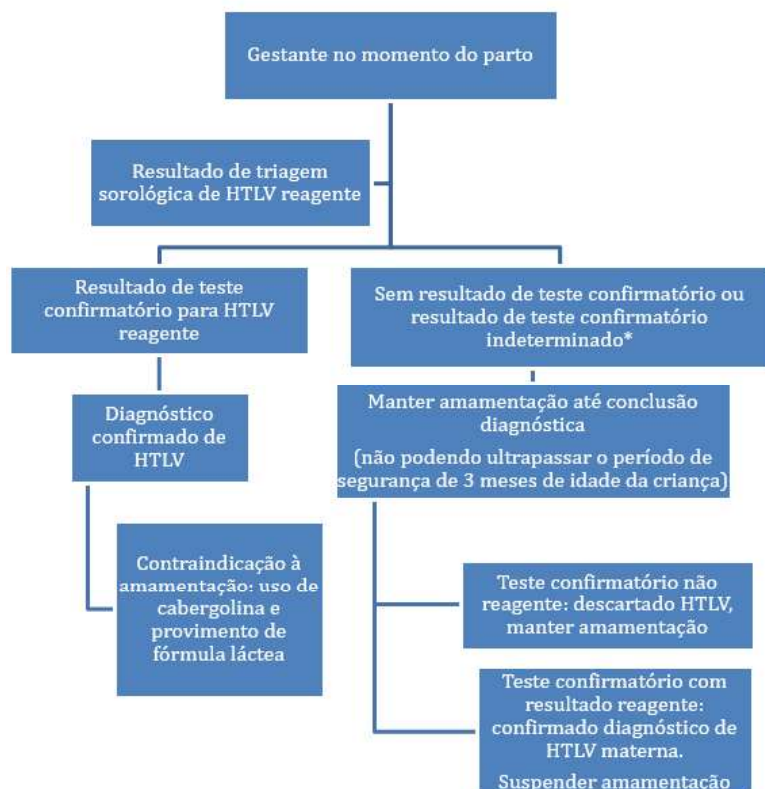 Gestante no momento do parto
Resultado de triagem
sorológica de HTLV reagente
Resultado de teste
confirmatório para HTLV
reagente
Sem resultado de teste confirmatório ou
resultado de teste confirmatório
indeterminado*
Diagnóstico
confirmado de
HTLV
Manter amamentação até conclusão
diagnóstica
(não podendo ultrapassar o período de
segurança de 3 meses de idade da criança)
Contraindicação à
amamentação: uso de
cabergolina e
provimento de
fórmula láctea
Teste confirmatório não
reagente: descartado HTLV,
manter amamentação
Teste confirmatório com
resultado reagente:
confirmado diagnóstico de
HTLV materna.
Suspender amamentação